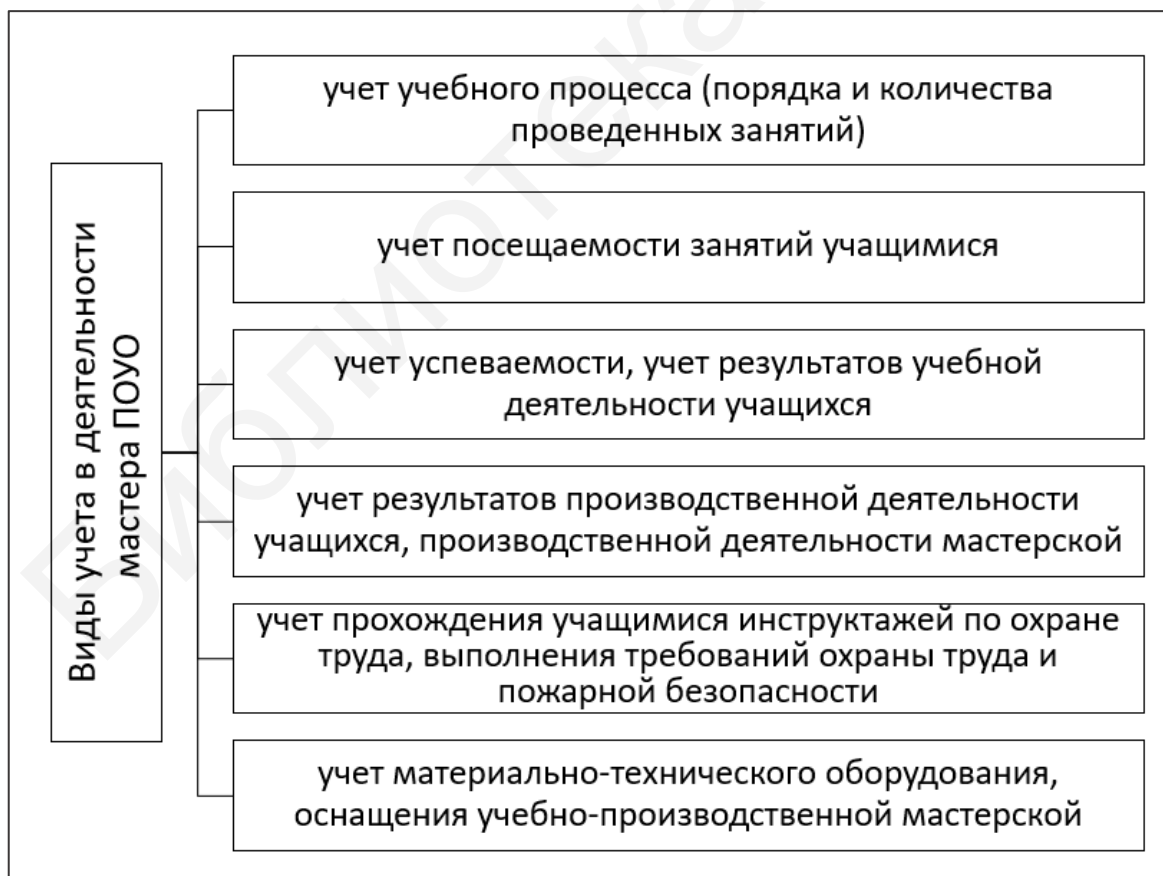 Виды учета в деятельности
мастера ПОУО
учет учебного процесса (порядка и количества
проведенных занятий)
учет посещаемости занятий учащимися
учет успеваемости, учет результатов учебной
деятельности учащихся
учет результатов производственной деятельности
учащихся, производственной деятельности мастерской
учет прохождения учащимися инструктажей по охране
труда, выполнения требований охраны труда и
пожарной безопасности
учет материально-технического оборудования,
оснащения учебно-производственной мастерской
Библиотека